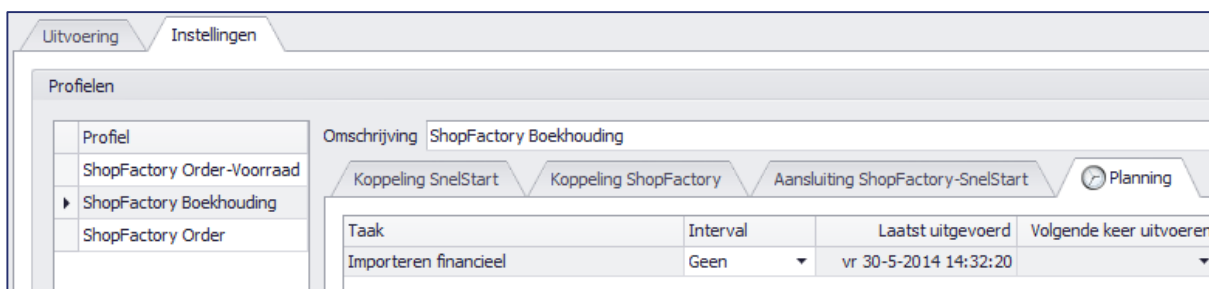 Uitvoering Instellingen
Profielen
Profiel Omschrijving ShopFactory Boekhouding
ShopFactory Order-Voorraad Koppeling SnelStart Koppeling ShopFactory Aansluiting ShopFactory-SnelStart Planning
ShopFactory Boekhouding
ShopFactory Order Taak Interval Laatst uitgevoerd Volgende keer uitvoeren
Importeren financieel Geen vr 30-5-2014 14:32:20